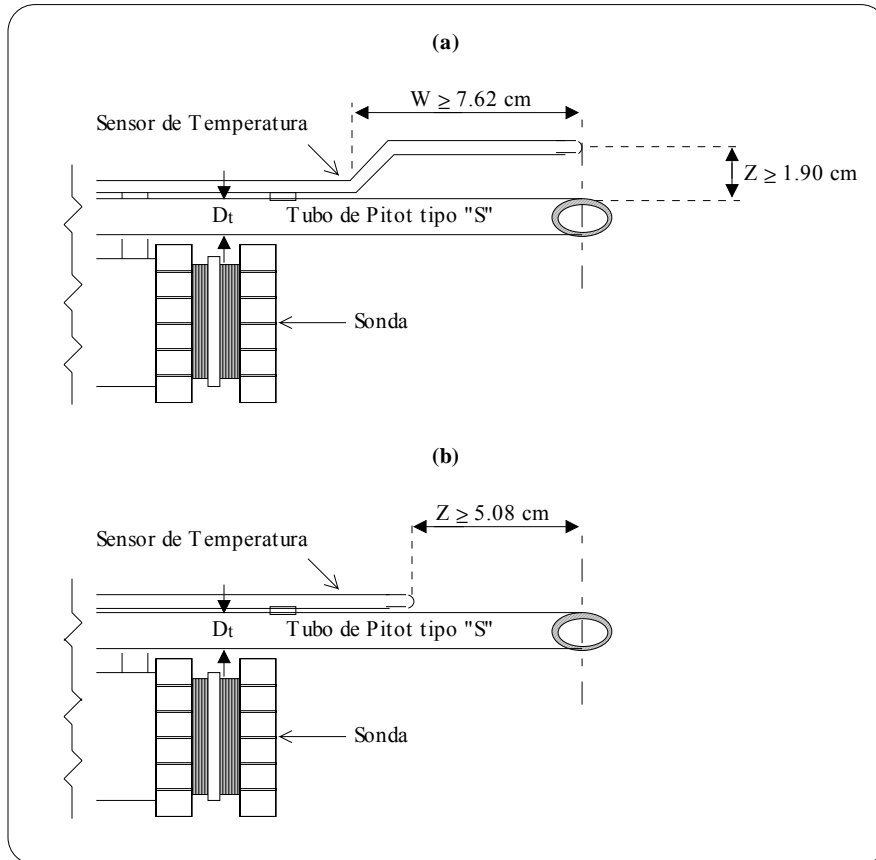 (a)
W ≥ 7.62 cm
Sensor de Temperatura
Z ≥ 1.90 cm
Dt
Tubo de Pitot tipo "S"
Sonda
(b)
Z ≥ 5.08 cm
Sensor de Temperatura
Dt
Tubo de Pitot tipo "S"
Sonda